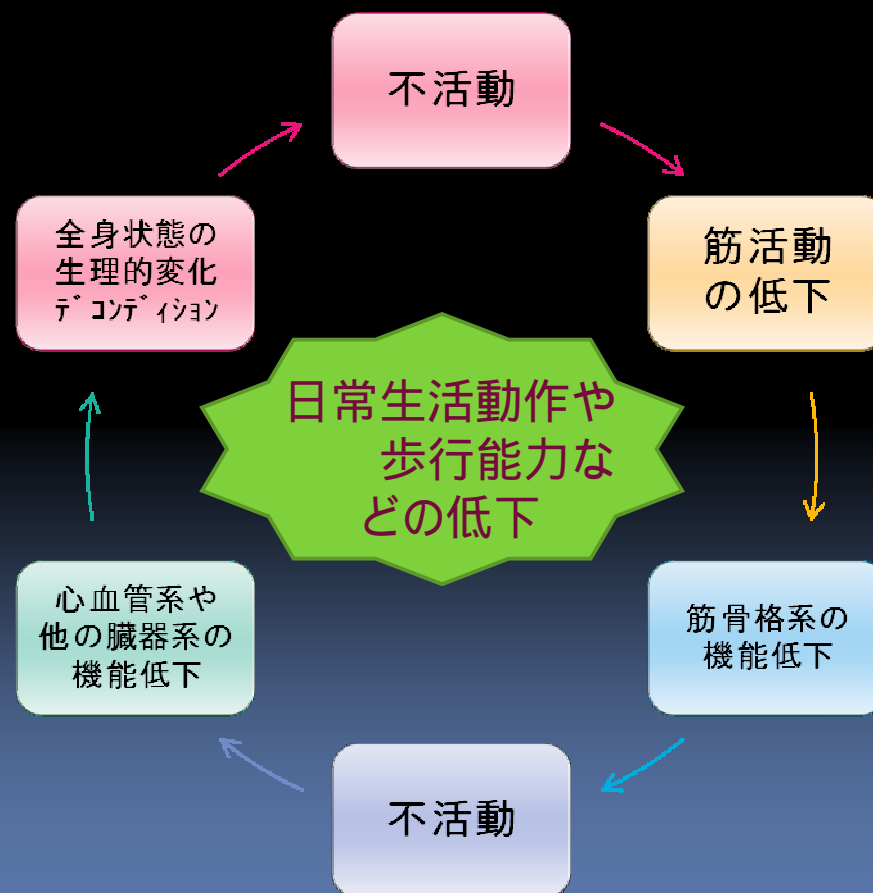 不活動
筋活動
の低下
筋骨格系の
機能低下
不活動
心血管系や
他の臓器系の
機能低下
全身状態の
生理的変化
ﾃﾞｺﾝﾃﾞｨｼｮﾝ
日常生活動作や
歩行能力な
どの低下